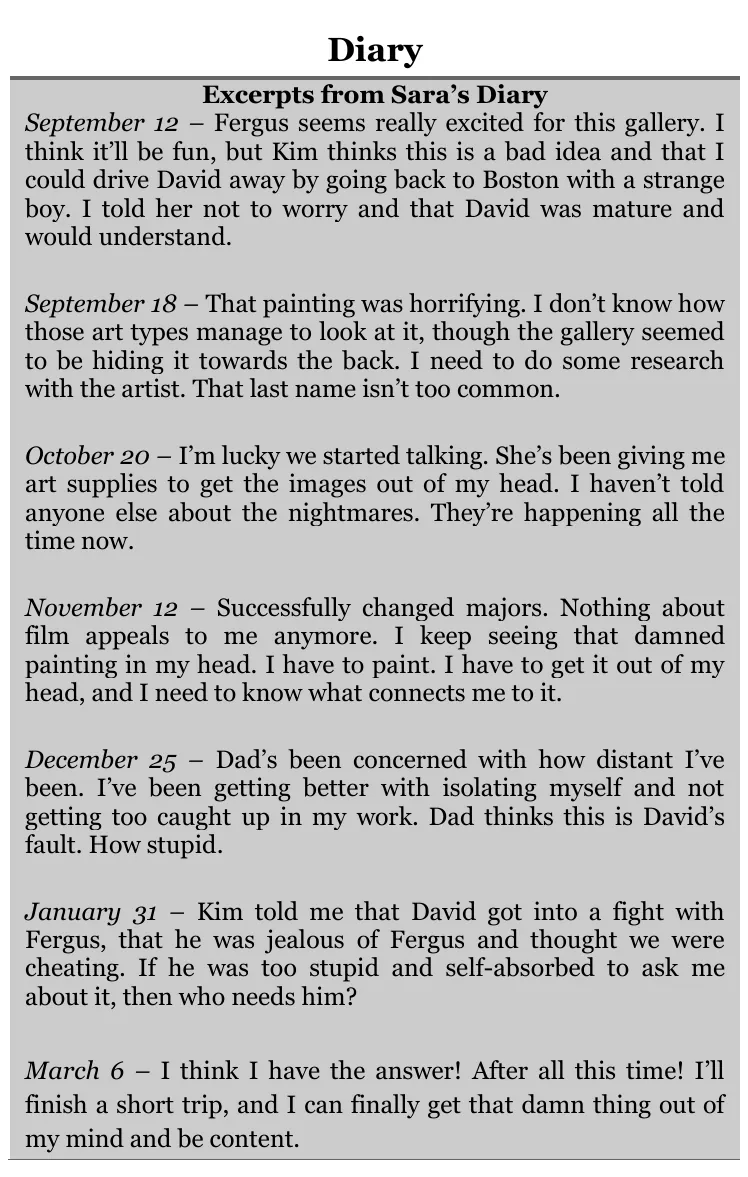 Diary
Excerpts from Sara’s Diary
September 12 – Fergus seems really excited for this gallery. I
think it’ll be fun, but Kim thinks this is a bad idea and that I
could drive David away by going back to Boston with a strange
boy. I told her not to worry and that David was mature and
would understand.
September 18 – That painting was horrifying. I don’t know how
those art types manage to look at it, though the gallery seemed
to be hiding it towards the back. I need to do some research
with the artist. That last name isn’t too common.
October 20 – I’m lucky we started talking. She’s been giving me
art supplies to get the images out of my head. I haven’t told
anyone else about the nightmares. They’re happening all the
time now.
November 12 – Successfully changed majors. Nothing about
film appeals to me anymore. I keep seeing that damned
painting in my head. I have to paint. I have to get it out of my
head, and I need to know what connects me to it.
December 25 – Dad’s been concerned with how distant I’ve
been. I’ve been getting better with isolating myself and not
getting too caught up in my work. Dad thinks this is David’s
fault. How stupid.
January 31 – Kim told me that David got into a fight with
Fergus, that he was jealous of Fergus and thought we were
cheating. If he was too stupid and self-absorbed to ask me
about it, then who needs him?
March 6 – I think I have the answer! After all this time! I’ll
finish a short trip, and I can finally get that damn thing out of
my mind and be content.